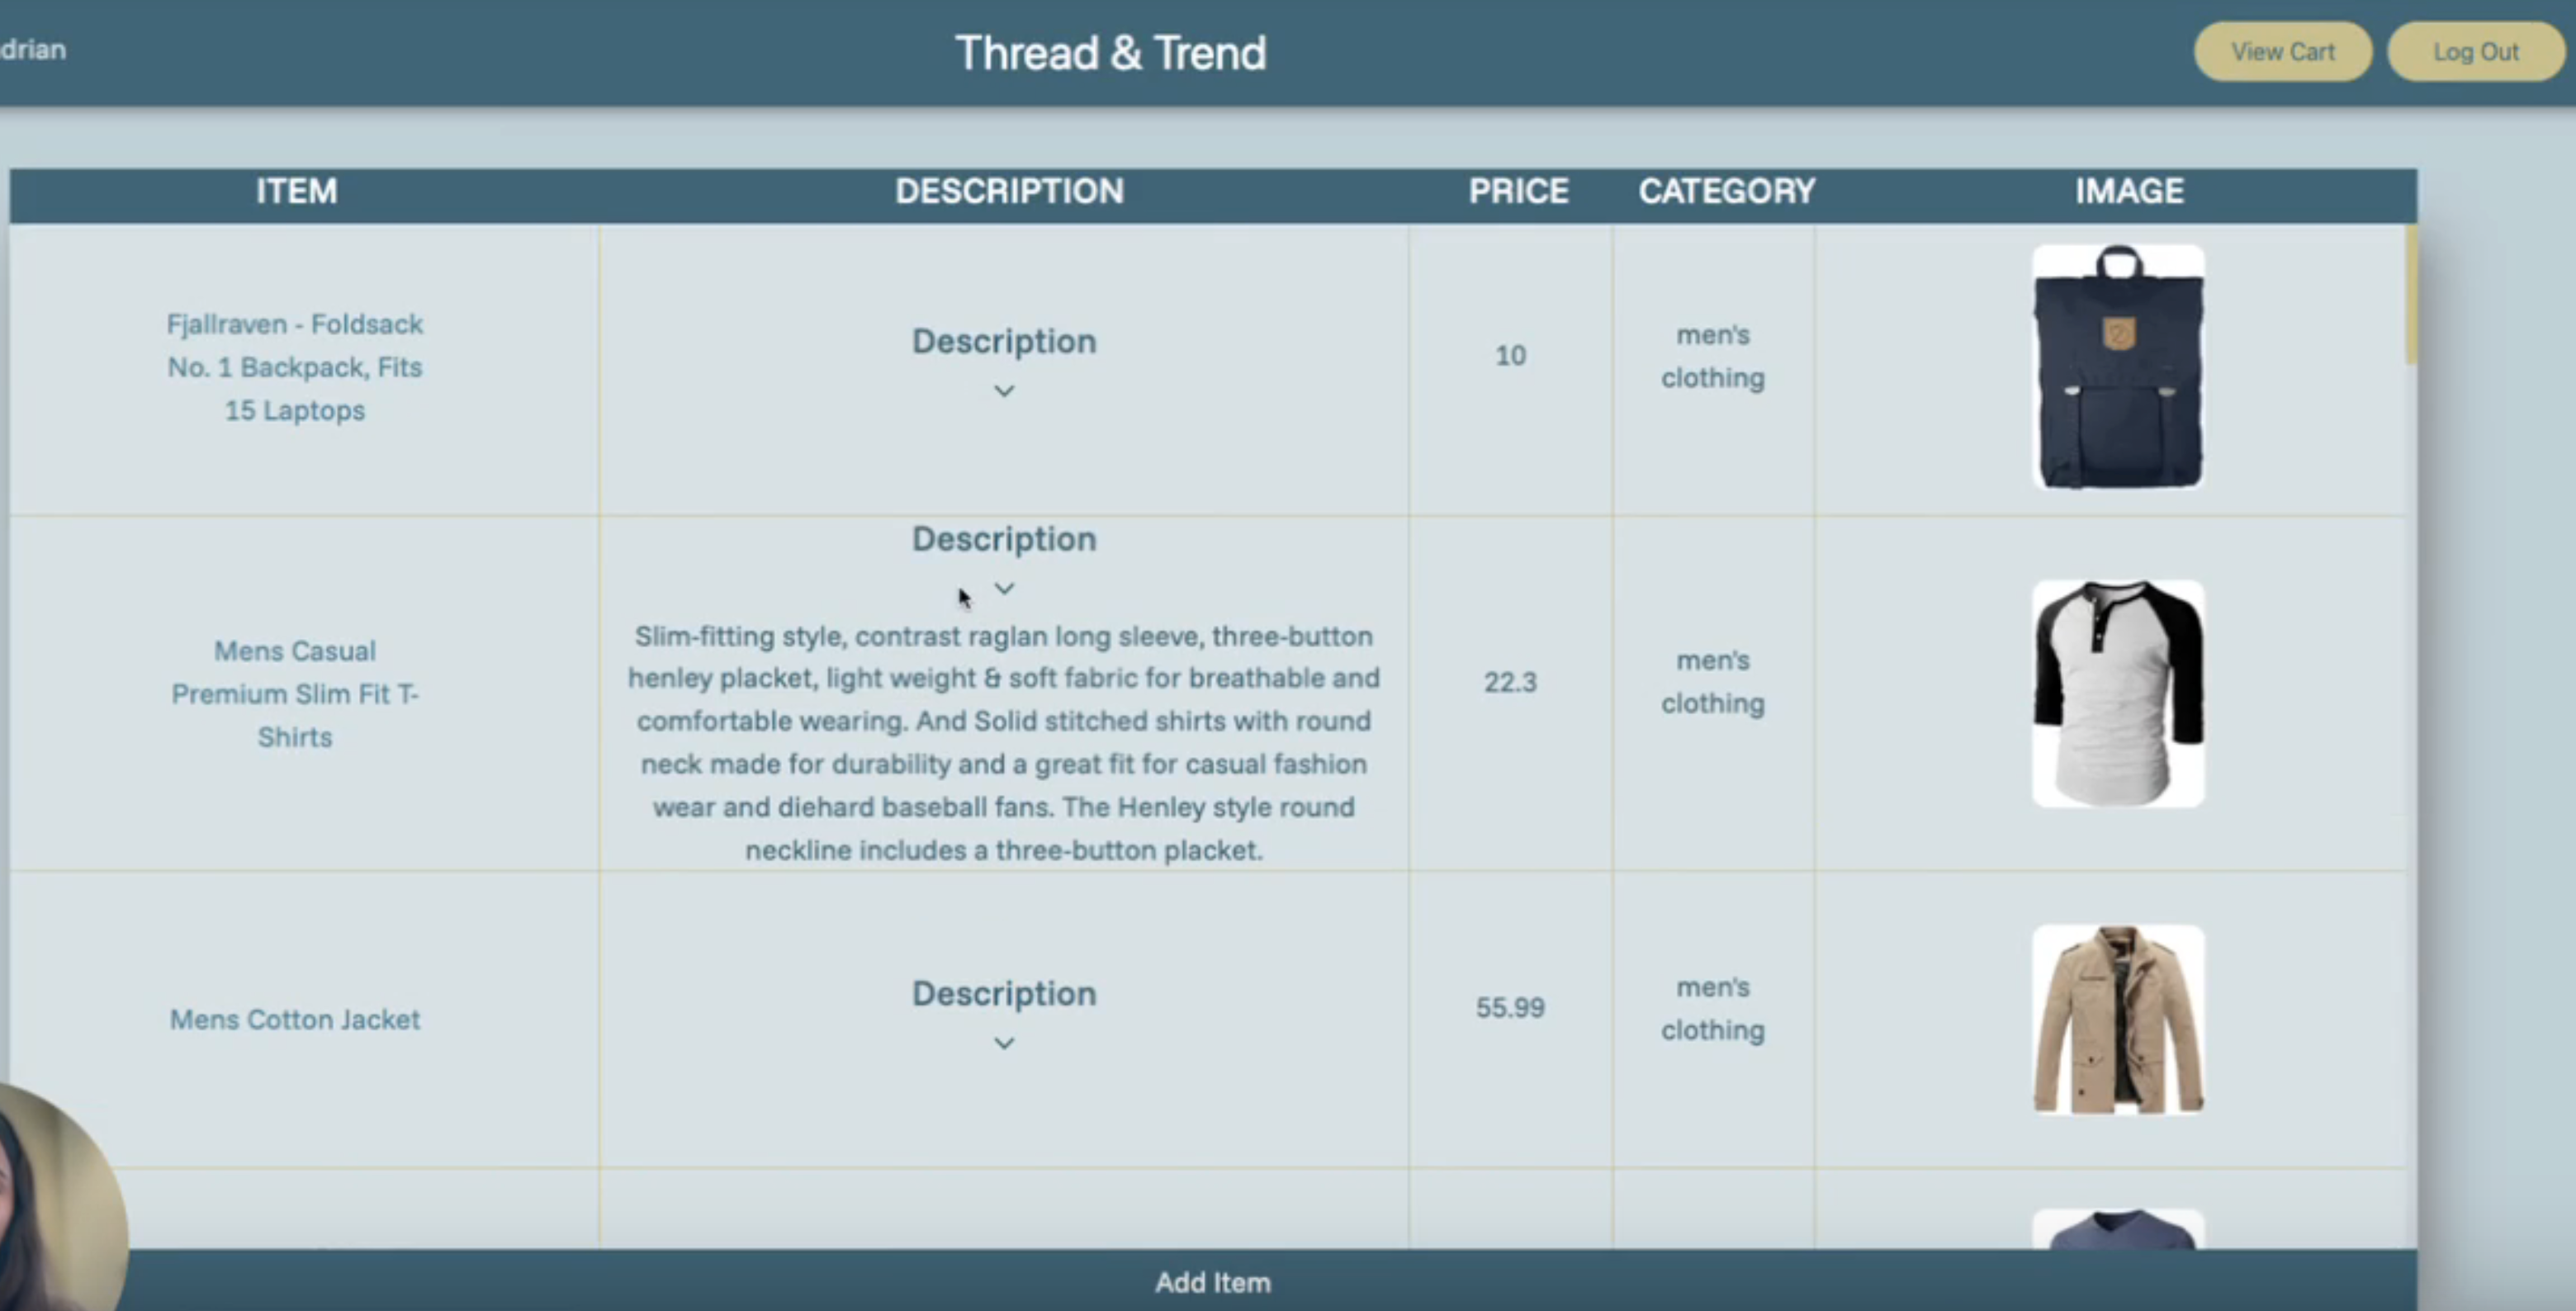 drian
Thread & Trend
View Cart
Log Out
ITEM
DESCRIPTION
PRICE
CATEGORY
IMAGE
Fjallraven - Foldsack
No. 1 Backpack, Fits
15 Laptops
Description
10
men's
clothing
Mens Casual
Premium Slim Fit T-
Shirts
Description
Slim-fitting style, contrast raglan long sleeve, three-button
henley placket, light weight & soft fabric for breathable and
comfortable wearing. And Solid stitched shirts with round
neck made for durability and a great fit for casual fashion
wear and diehard baseball fans. The Henley style round
neckline includes a three-button placket.
22.3
men's
clothing
Mens Cotton Jacket
Description
55.99
men's
clothing
Add Item